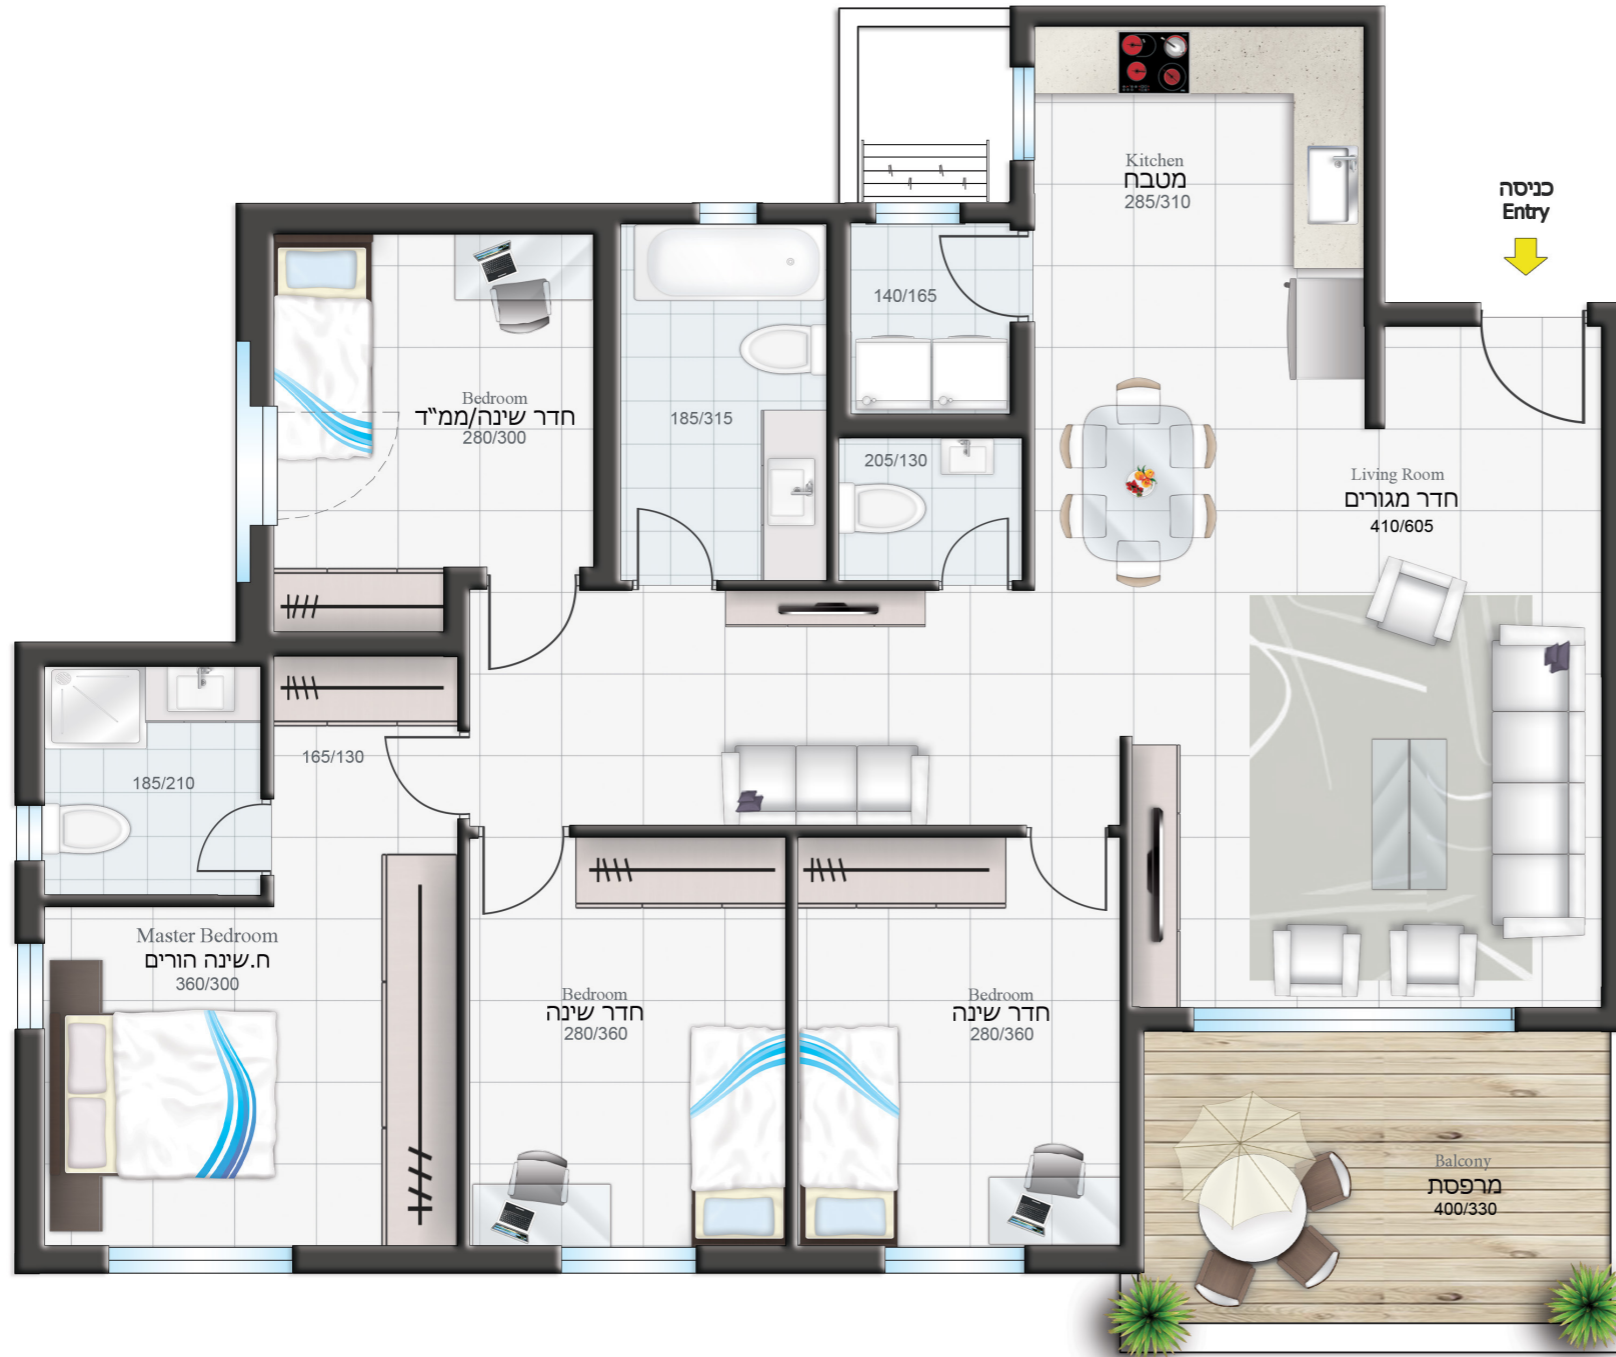 Kitchen
מטבח
285/310
כניסה
Entry
140/165
Bedroom
חדר שינה/ממ"ד
280/300
185/315
205/130
Living Room
חדר מגורים
410/605
165/130
185/210
Master Bedroom
ח.שינה הורים
360/300
Bedroom
חדר שינה
280/360
Bedroom
חדר שינה
280/360
Balcony
מרפסת
400/330